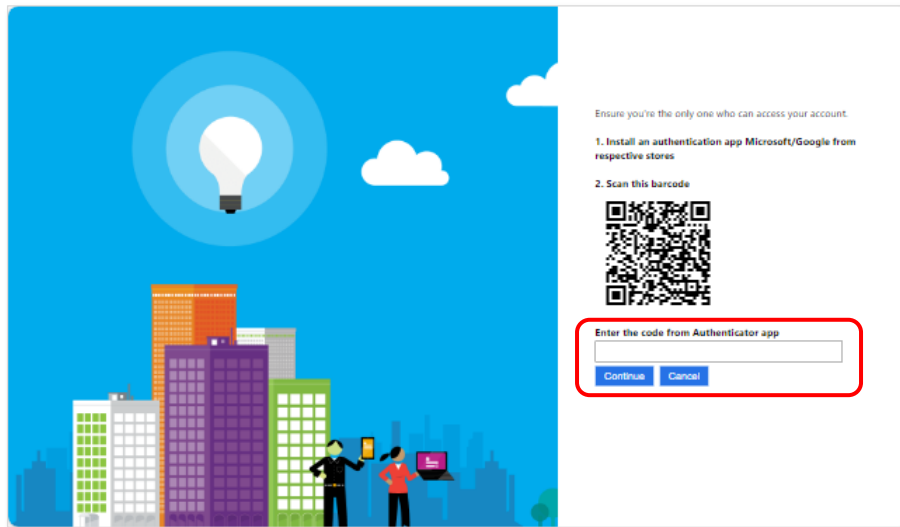 Ensure you're the only one who can access your account.
1. Install an authentication app Microsoft/Google from
respective stores
2. Scan this barcode
Enter the code from Authenticator app
Continue Cancel